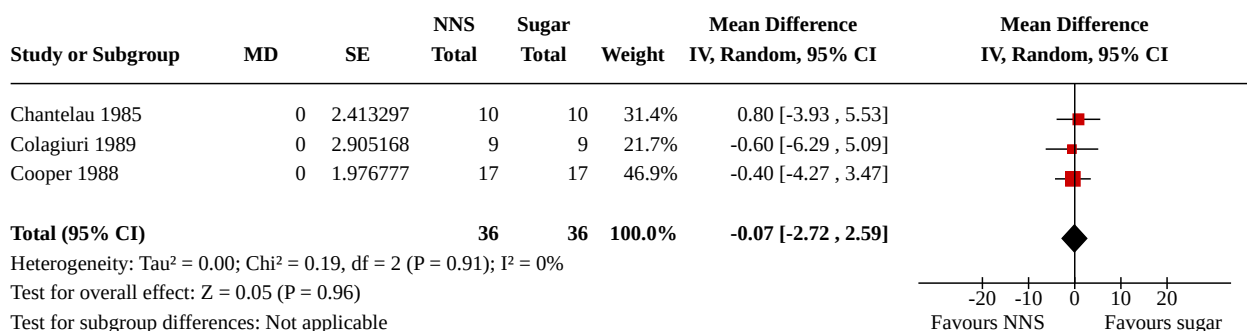 NNS Sugar Mean Difference Mean Difference
Study or Subgroup MD SE Total Total Weight IV, Random, 95% CI IV, Random, 95% CI
Chantelau 1985 0 2.413297 10 10 31.4% 0.80 [-3.93 , 5.53]
Colagiuri 1989 0 2.905168 9 9 21.7% -0.60 [-6.29 , 5.09]
Cooper 1988 0 1.976777 17 17 46.9% -0.40 [-4.27 , 3.47]
Total (95% CI) 36 36 100.0% -0.07 [-2.72 , 2.59]
Heterogeneity: Tau² = 0.00; Chi² = 0.19, df = 2 (P = 0.91); I² = 0%
Test for overall effect: Z = 0.05 (P = 0.96) -20 -10 0 10 20
Test for subgroup differences: Not applicable Favours NNS Favours sugar